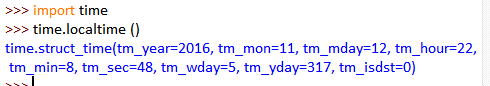 >>> import time
>>> time.localtime ()
time.struct_time(tm_year=2016, tm_mon=11, tm_mday=12, tm_hour=22,
 tm_min=8, tm_sec=48, tm_wday=5, tm_yday=317, tm_isdst=0)
>>>